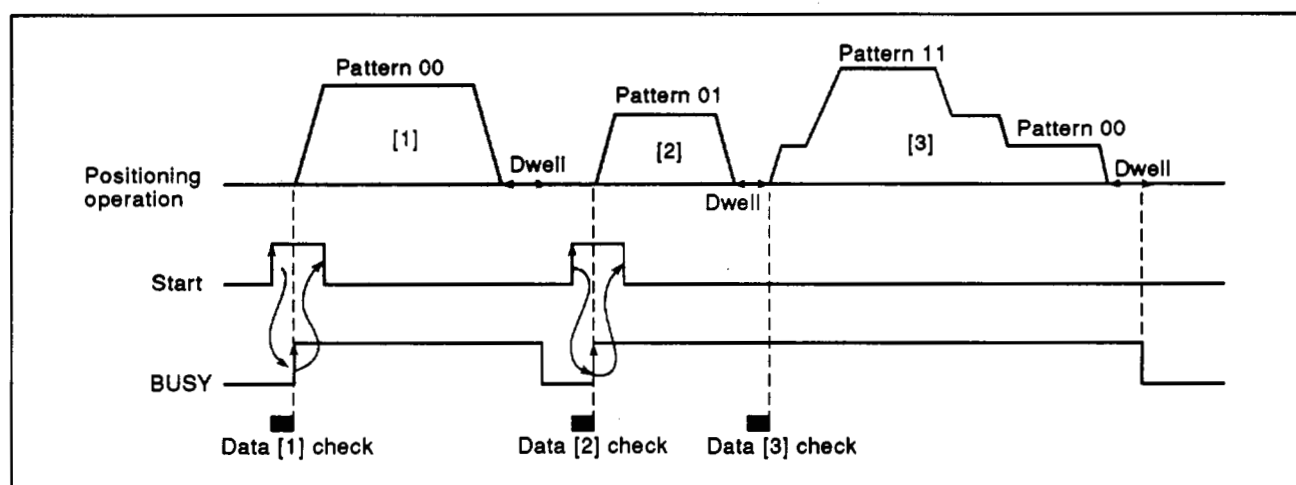 Pattern 11
Pattern 00
Pattern 01
Pattern 00
[1]
[2]
[3]
Dwell
Dwell
Positioning
operation
Dwell
Start
BUSY
Data [1] check
Data [2] check
Data [3] check